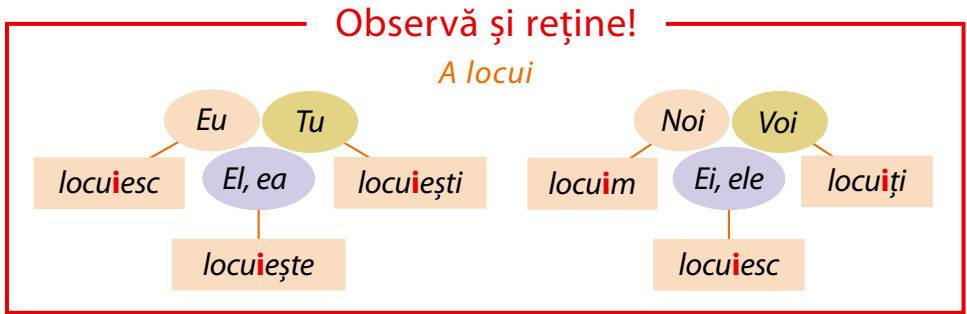 Observă și reține!
A locui
Eu Tu Noi Voi
locuiesc El, ea locuiești locuim Ei, ele locuiți
locuiește locuiesc